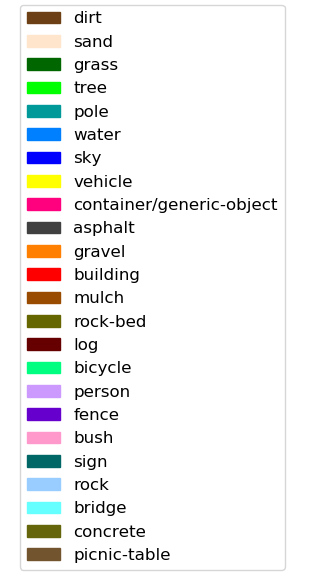 dirt
sand
grass
tree
pole
water
sky
vehicle
container/generic-object
asphalt
gravel
building
mulch
rock-bed
log
bicycle
person
fence
bush
sign
rock
bridge
concrete
picnic-table